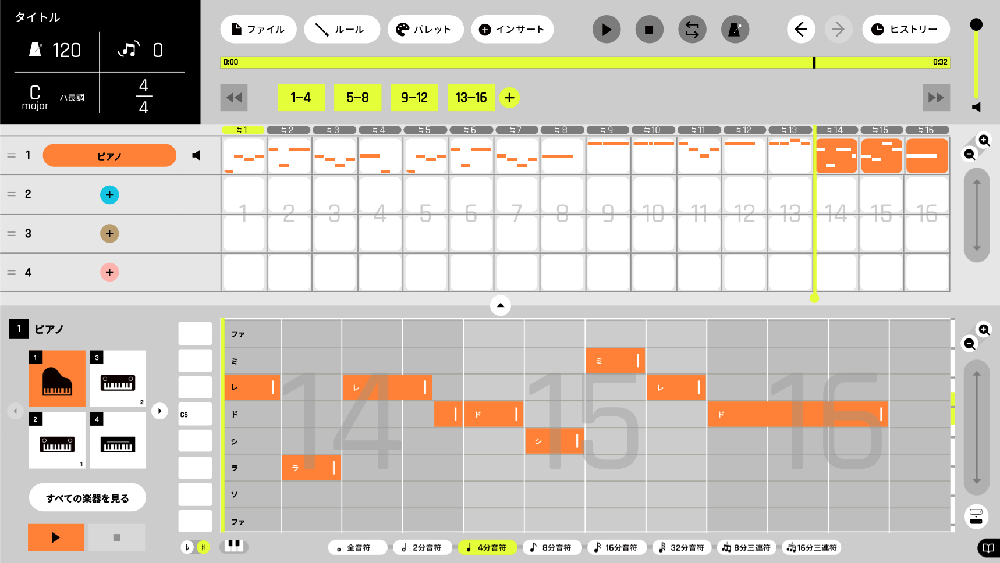 タイトル
ファイル ルール パレット インサート ヒストリー
120 0
0:00 0:32
C major ハ長調 4 4
1–4 5–8 9–12 13–16
1 2 3 4 5 6 7 8 9 10 11 12 13 14 15 16
1 ピアノ
2
3
4
1 2 3 4 5 6 7 8 9 10 11 12 13 14 15 16
1 ピアノ
1 3
2
2 4
1
すべての楽器を見る
C5
ファ
ミ ミ
レ レ レ
ド ド ド
シ シ
ラ ラ
ソ
ファ
14 15 16
♭ ♯
全音符 2分音符 4分音符 8分音符 16分音符 32分音符 8分三連符 16分三連符